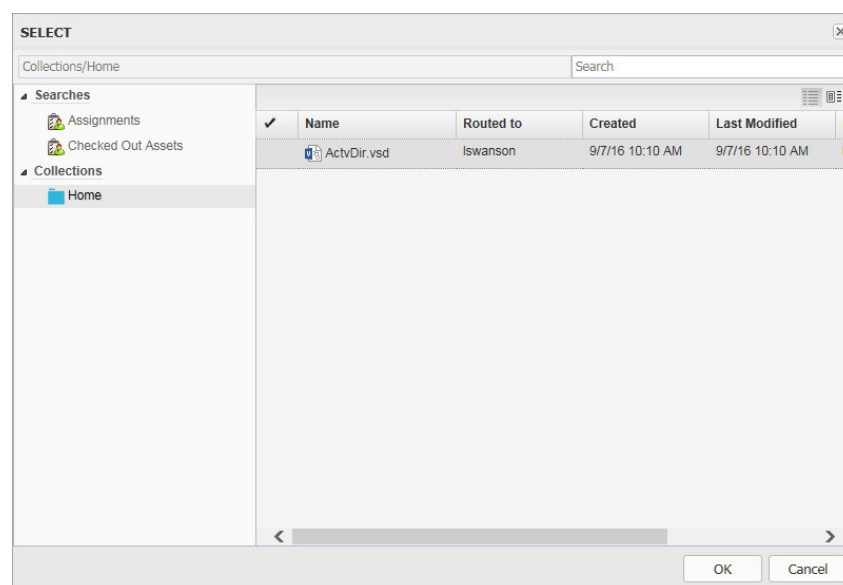 SELECT
Collections/Home
Search
Searches
Assignments
Checked Out Assets
Collections
Home
Name Routed to Created Last Modified
ActvDir.vsd lswanson 9/7/16 10:10 AM 9/7/16 10:10 AM
OK Cancel